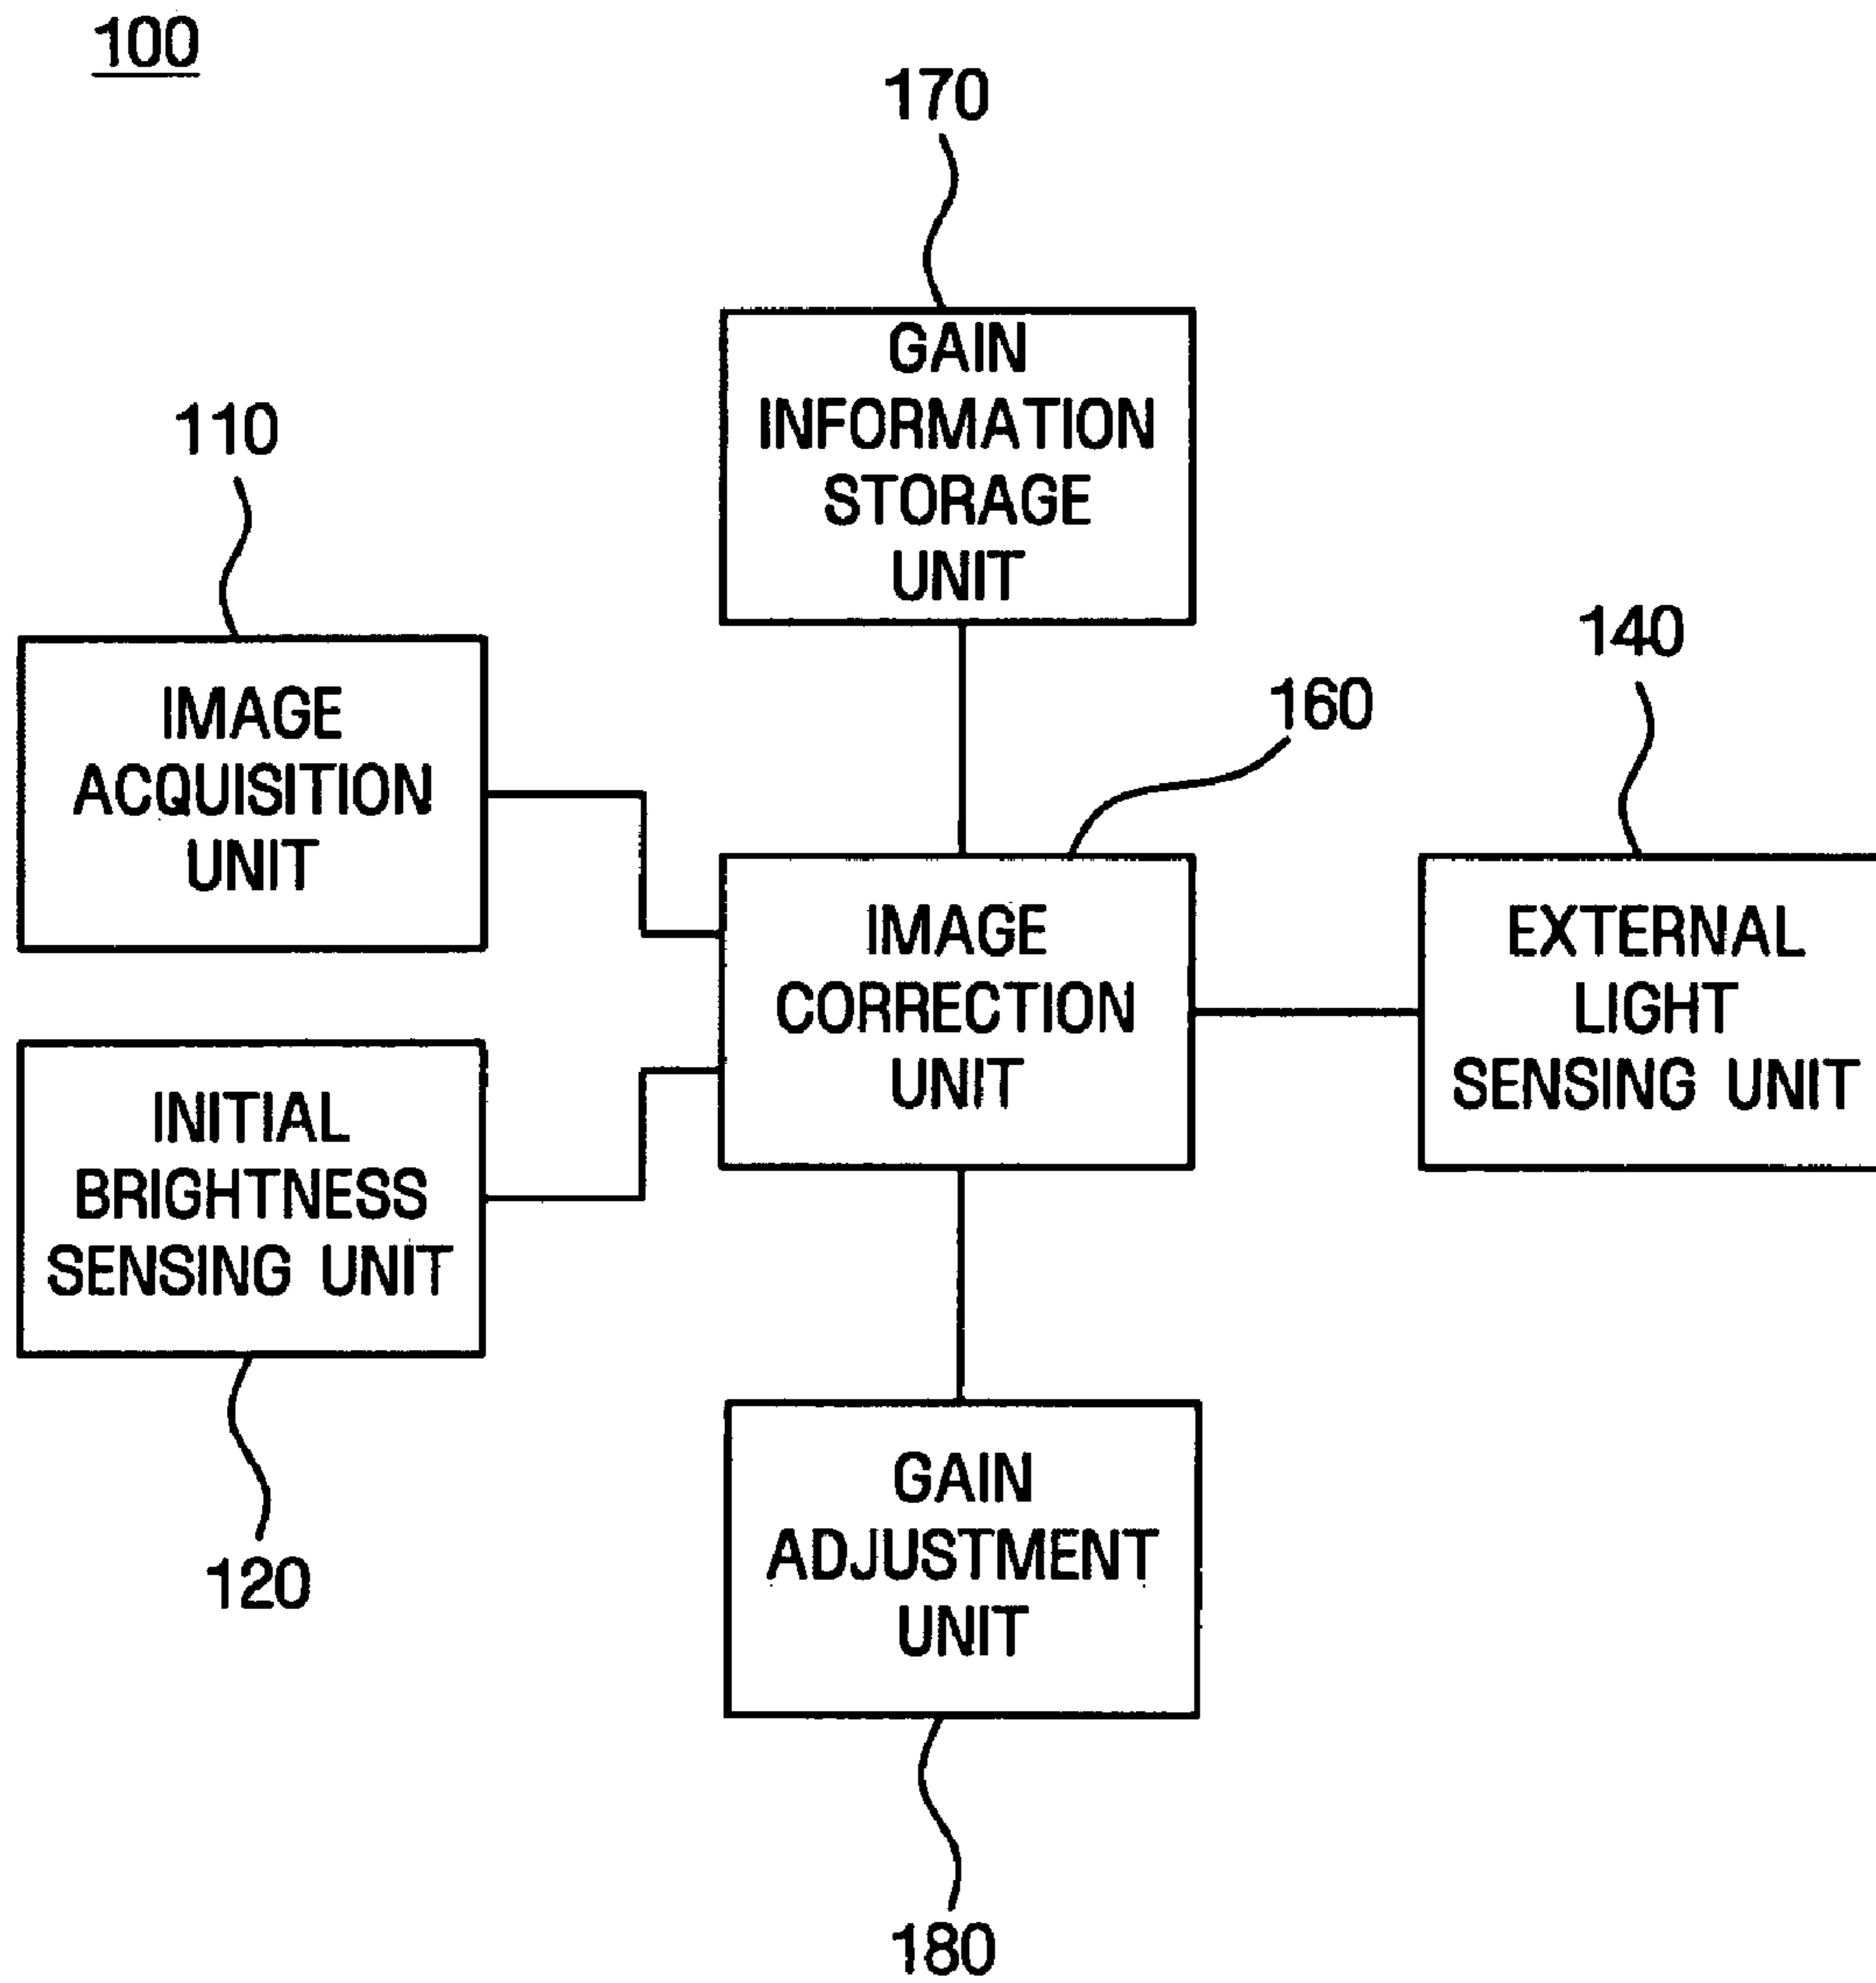 100
170
GAIN
INFORMATION
STORAGE
UNIT
110
IMAGE
ACQUISITION
UNIT
140
160
IMAGE
CORRECTION
UNIT
EXTERNAL
LIGHT
SENSING UNIT
INITIAL
BRIGHTNESS
SENSING UNIT
120
GAIN
ADJUSTMENT
UNIT
180